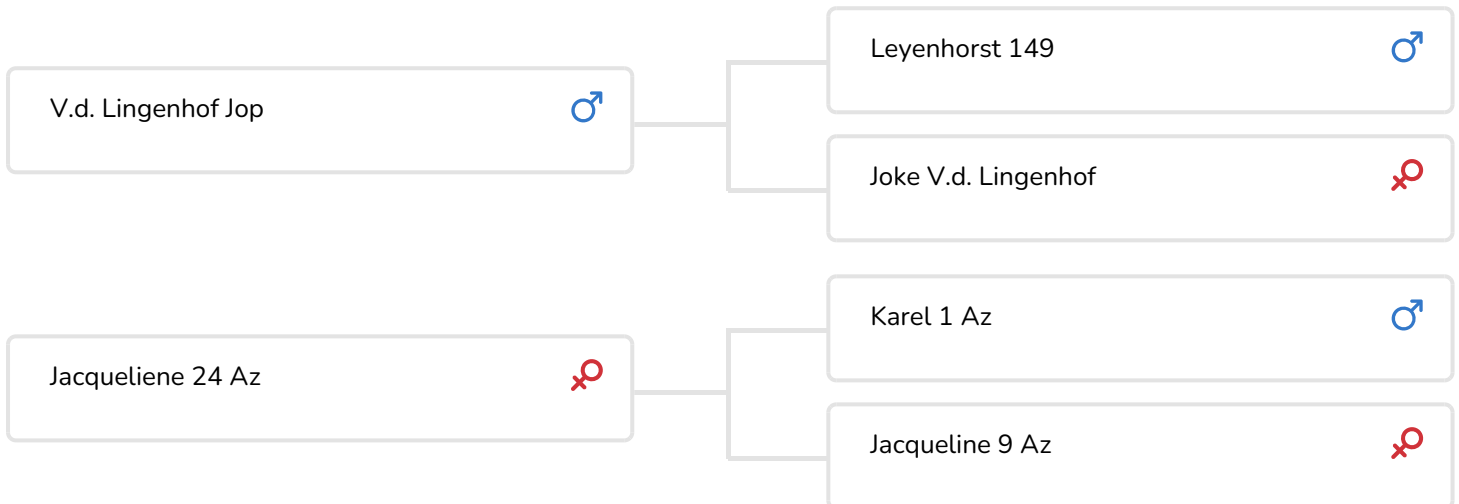 Leyenhorst 149
V.d. Lingenhof Jop
Joke V.d. Lingenhof
Karel 1 Az
Jacqueliene 24 Az
Jacqueline 9 Az